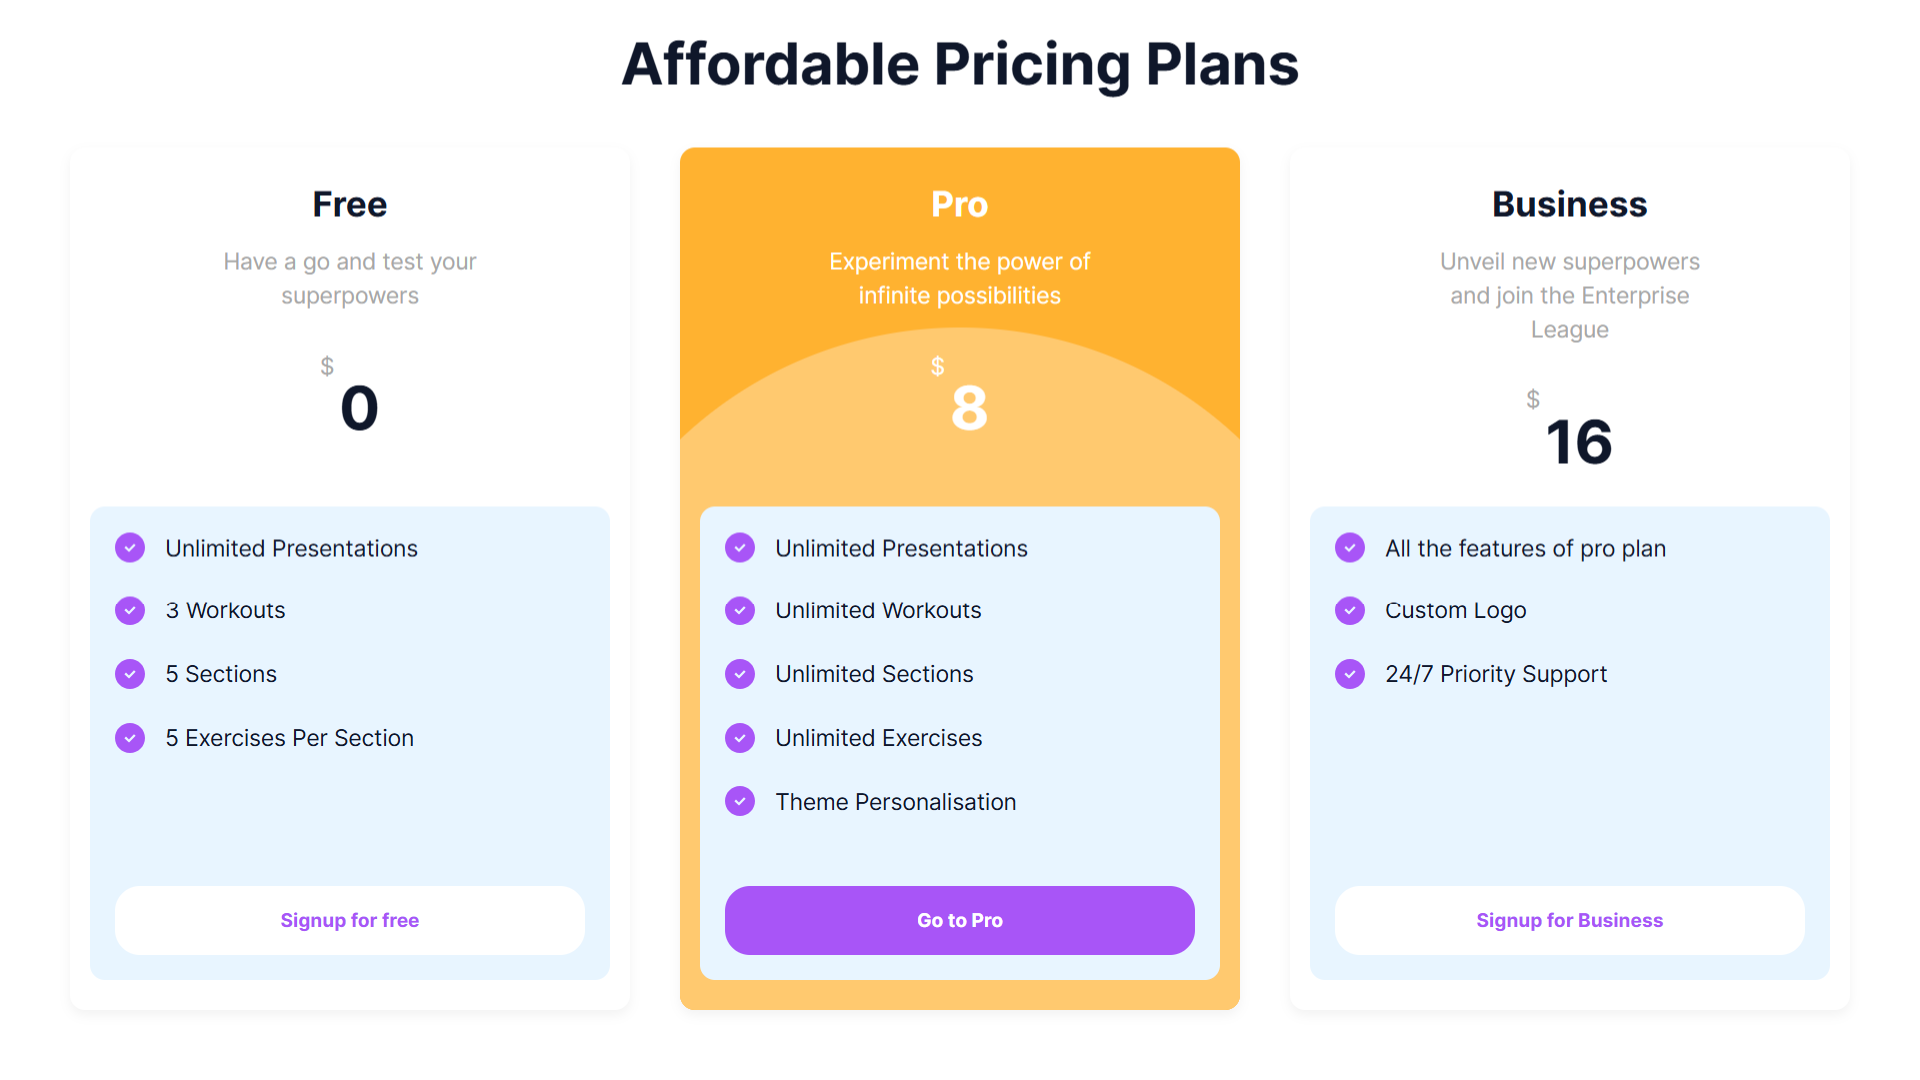 Affordable Pricing Plans
Free
Have a go and test your
superpowers
$
0
Unlimited Presentations
3 Workouts
5 Sections
5 Exercises Per Section
Signup for free
Pro
Experiment the power of
infinite possibilities
$
8
Unlimited Presentations
Unlimited Workouts
Unlimited Sections
Unlimited Exercises
Theme Personalisation
Go to Pro
Business
Unveil new superpowers
and join the Enterprise
League
$
16
All the features of pro plan
Custom Logo
24/7 Priority Support
Signup for Business